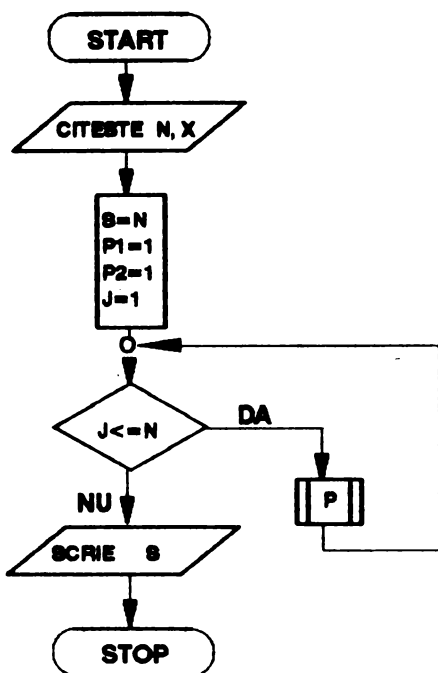 START
CITESTE N, X
S=N
P1=1
P2=1
J=1
J<=N
DA
P
NU
SCRIE S
STOP